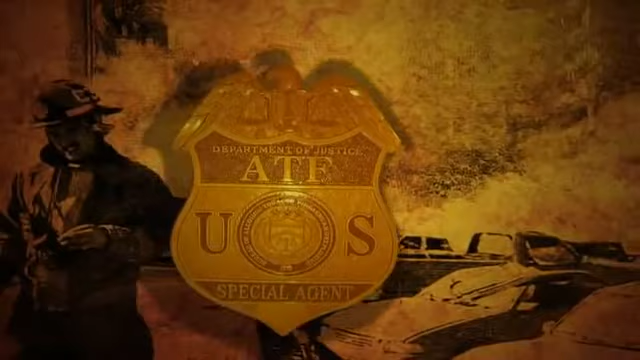 DEPARTMENT OF JUSTICE
ATF
U S
SPECIAL AGENT